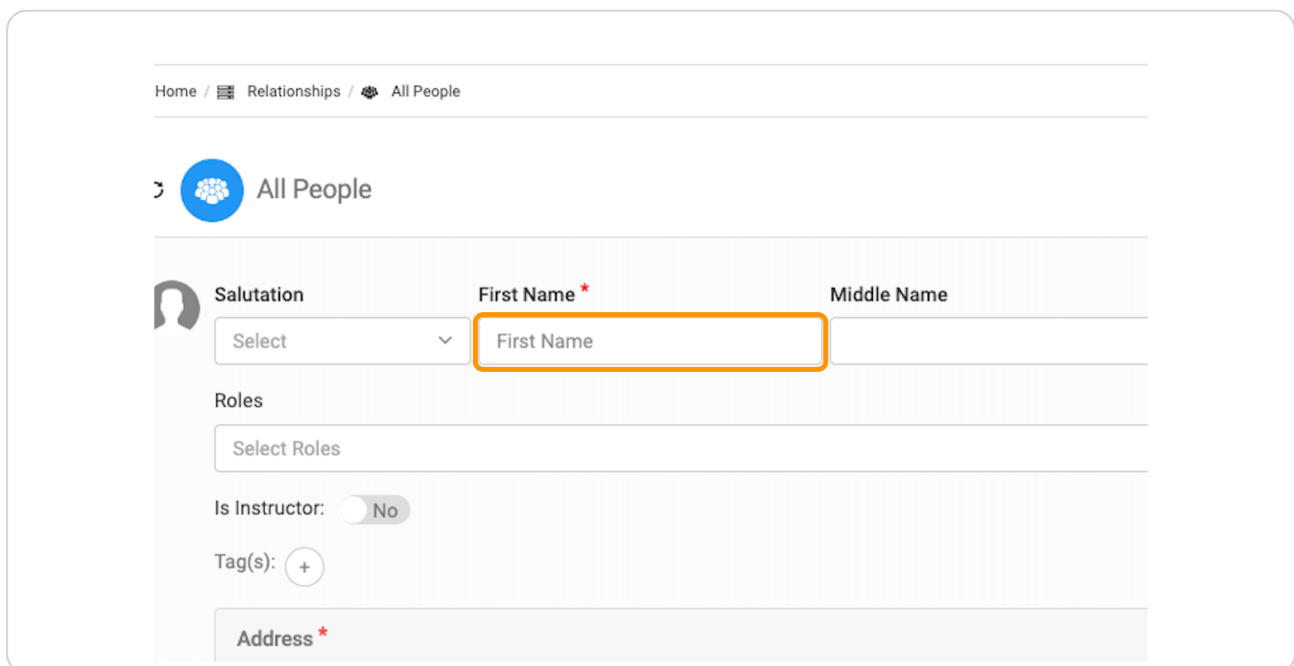 Home / Relationships / All People
All People
Salutation First Name * Middle Name
Select First Name
Roles
Select Roles
Is Instructor: No
Tag(s): +
Address *